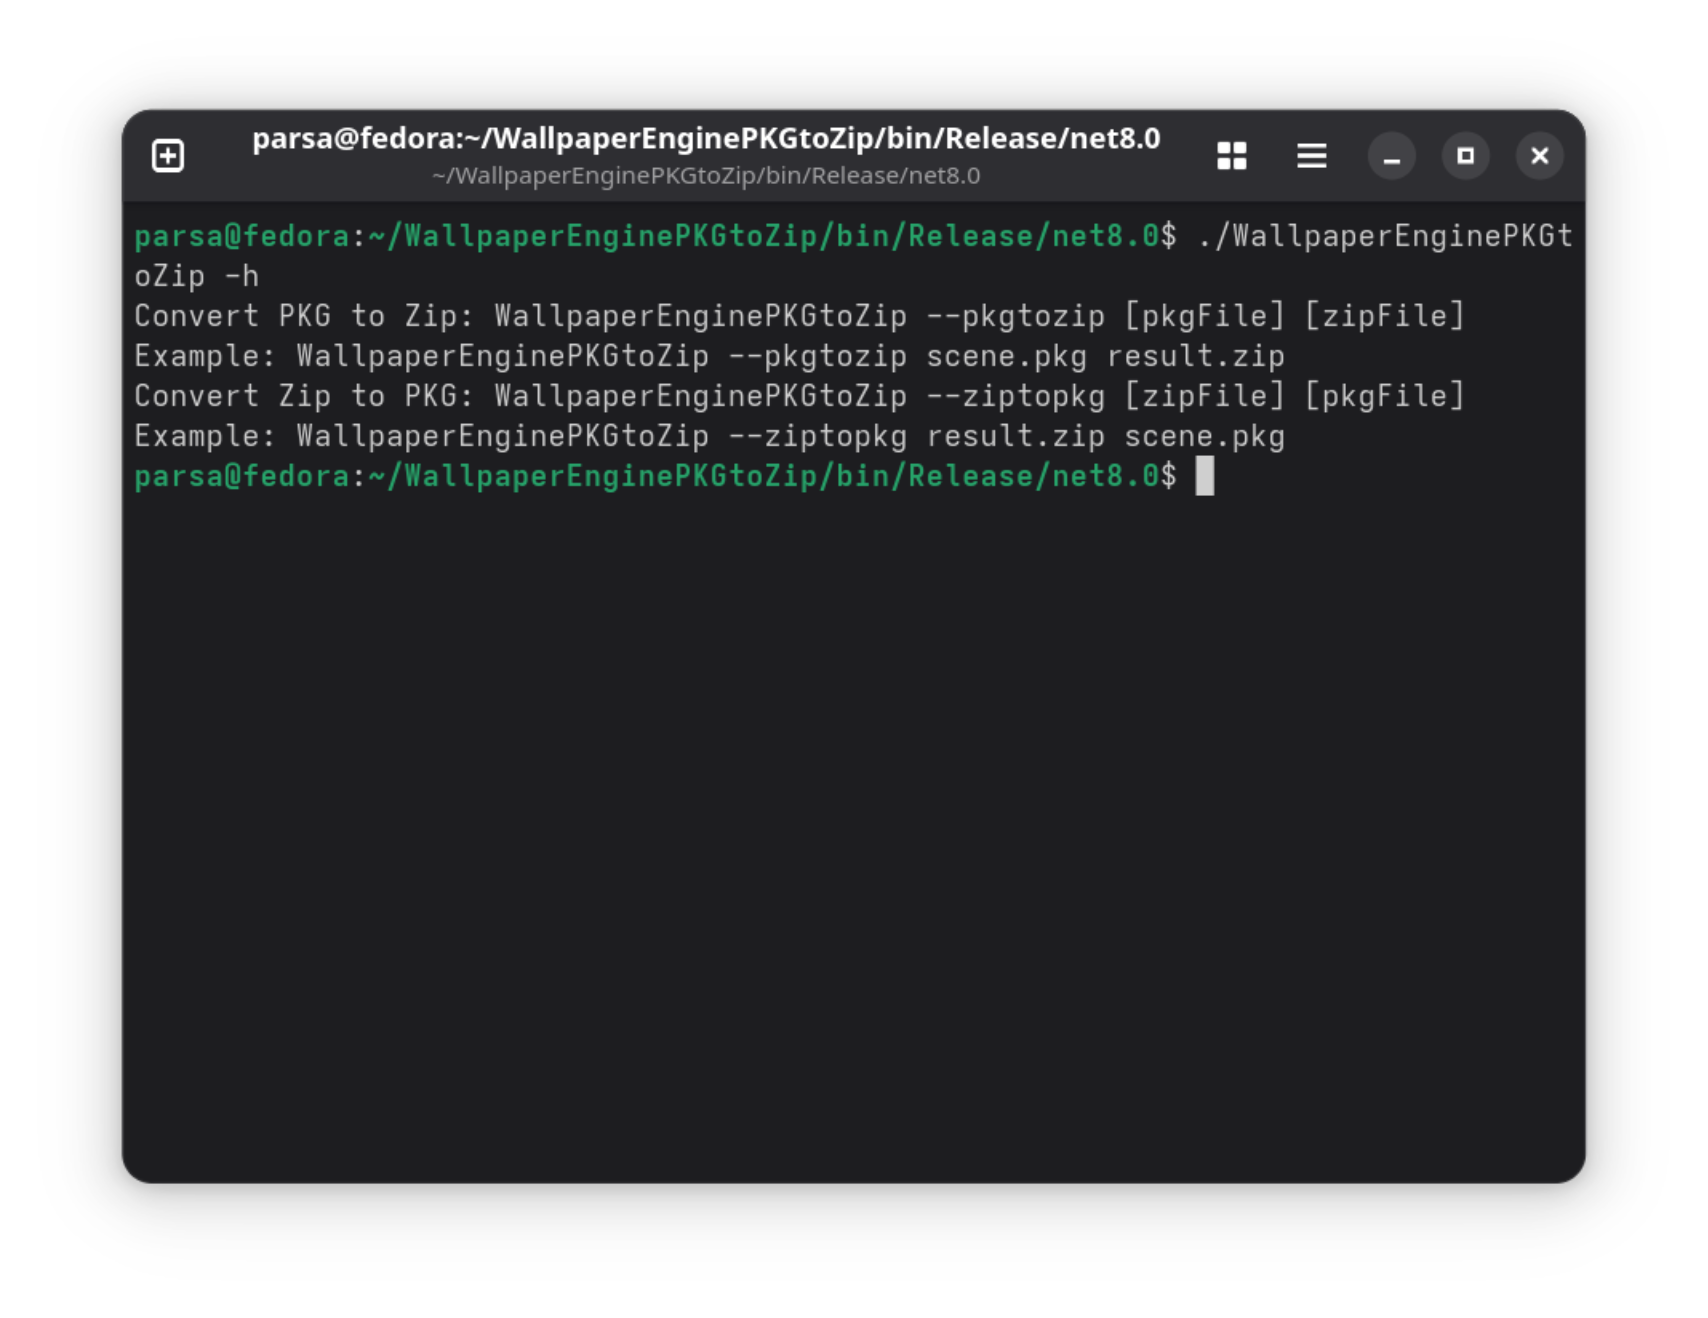 parsa@fedora:~/WallpaperEnginePKGtoZip/bin/Release/net8.0
~/WallpaperEnginePKGtoZip/bin/Release/net8.0
parsa@fedora:~/WallpaperEnginePKGtoZip/bin/Release/net8.0$ ./WallpaperEnginePKGt
oZip -h
Convert PKG to Zip: WallpaperEnginePKGtoZip --pkgtozip [pkgFile] [zipFile]
Example: WallpaperEnginePKGtoZip --pkgtozip scene.pkg result.zip
Convert Zip to PKG: WallpaperEnginePKGtoZip --ziptopkg [zipFile] [pkgFile]
Example: WallpaperEnginePKGtoZip --ziptopkg result.zip scene.pkg
parsa@fedora:~/WallpaperEnginePKGtoZip/bin/Release/net8.0$